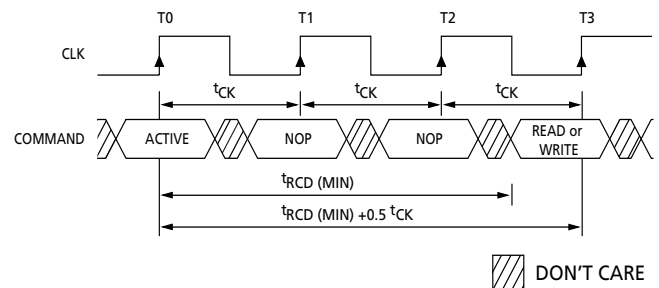 T0 T1 T2 T3
CLK
tCK tCK tCK
COMMAND ACTIVE NOP NOP READ or
WRITE
tRCD (MIN)
tRCD (MIN) +0.5 tCK
DON'T CARE